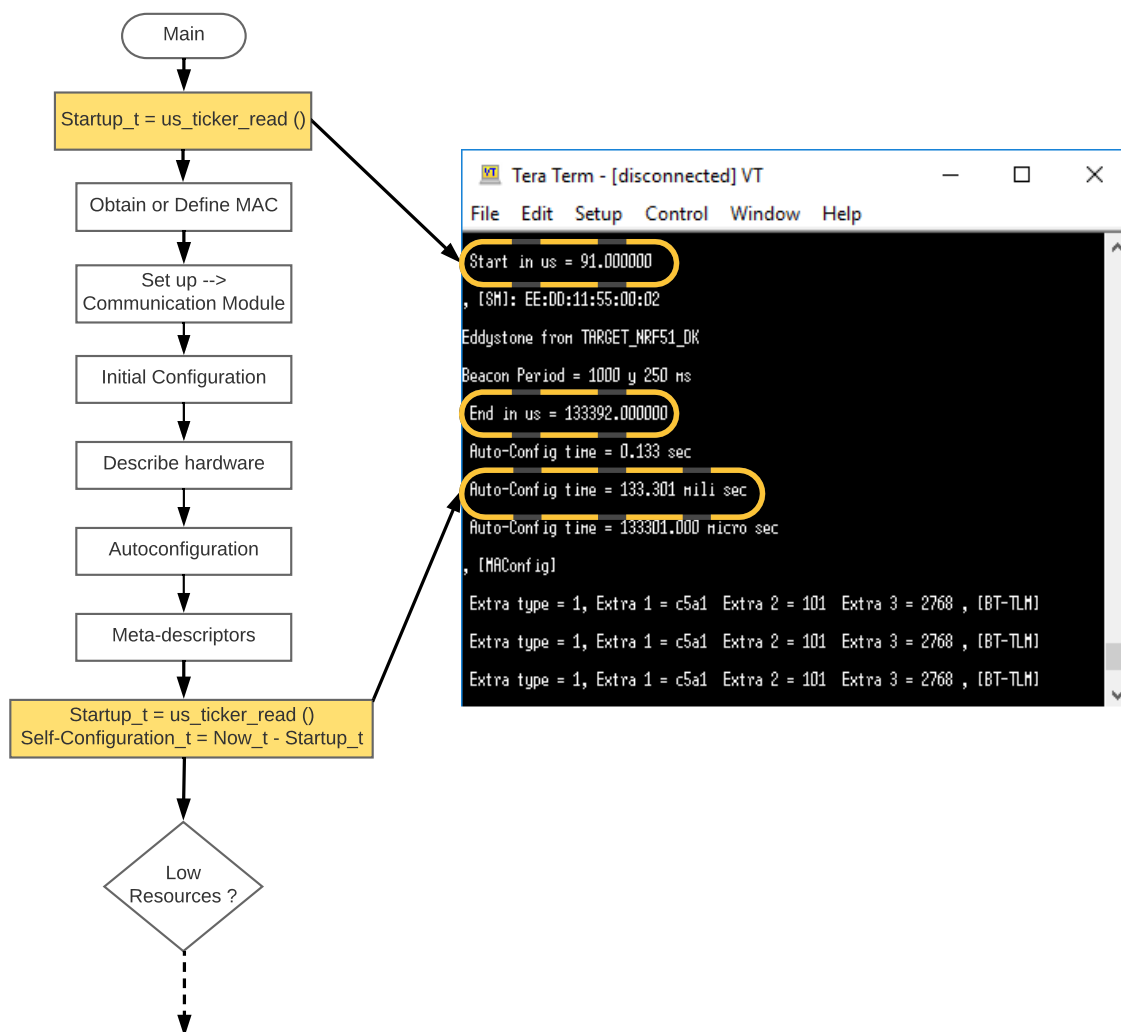 Main
Startup_t = us_ticker_read ()
Obtain or Define MAC
Set up -->
Communication Module
Initial Configuration
Describe hardware
Autoconfiguration
Meta-descriptors
Startup_t = us_ticker_read ()
Self-Configuration_t = Now_t - Startup_t
Low
Resources ?
VT Tera Term - [disconnected] VT
File Edit Setup Control Window Help
Start in us = 91.000000
, [SM]: EE:DD:11:55:00:02
Eddystone from TARGET_NRF51_DK
Beacon Period = 1000 y 250 ms
End in us = 133392.000000
Auto-Config time = 0.133 sec
Auto-Config time = 133.301 mili sec
Auto-Config time = 133301.000 micro sec
, [MAConfig]
Extra type = 1, Extra 1 = c5a1 Extra 2 = 101 Extra 3 = 2768 , [BT-TLM]
Extra type = 1, Extra 1 = c5a1 Extra 2 = 101 Extra 3 = 2768 , [BT-TLM]
Extra type = 1, Extra 1 = c5a1 Extra 2 = 101 Extra 3 = 2768 , [BT-TLM]